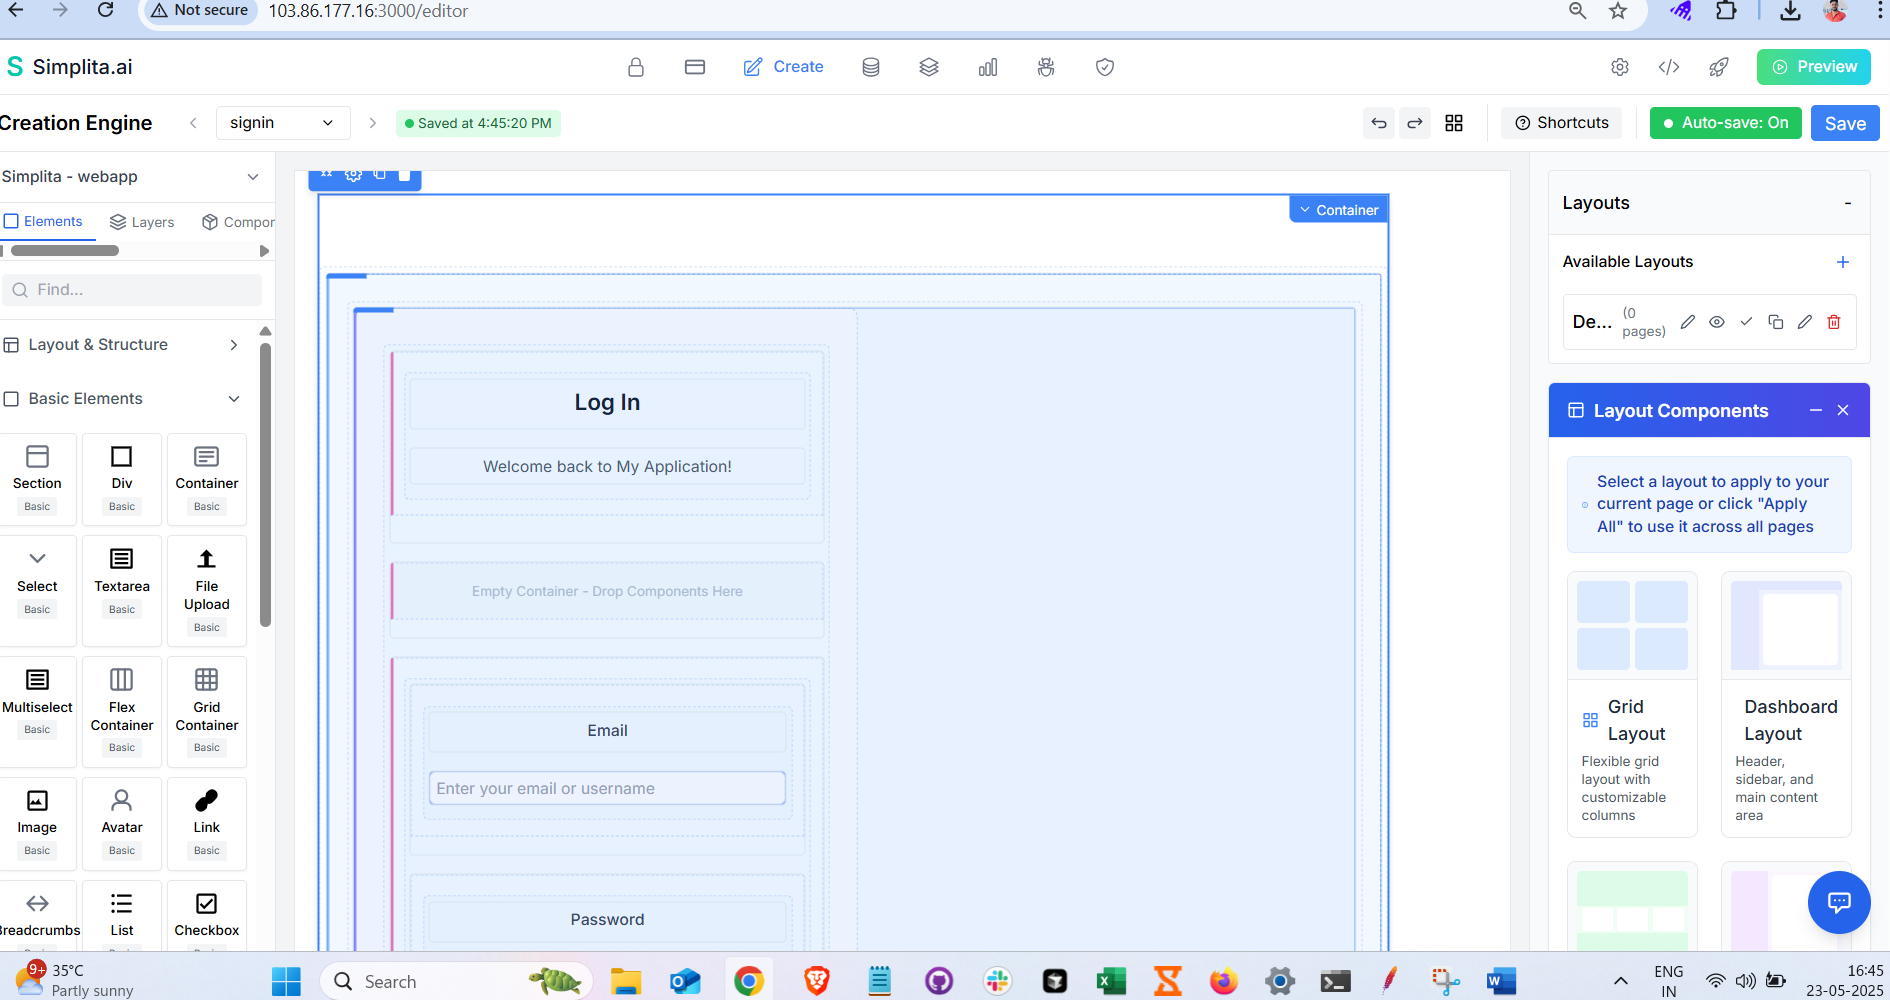 Not secure
103.86.177.16:3000/editor
S Simplita.ai
Create
Preview
Creation Engine
signin
Saved at 4:45:20 PM
Shortcuts
Auto-save: On
Save
Simplita - webapp
Elements
Layers
Compor
Find...
Layout & Structure
Basic Elements
Section
Basic
Div
Basic
Container
Basic
Select
Basic
Textarea
Basic
File
Upload
Basic
Multiselect
Basic
Flex
Container
Basic
Grid
Container
Basic
Image
Basic
Avatar
Basic
Link
Basic
Breadcrumbs
List
Checkbox
Container
Log In
Welcome back to My Application!
Empty Container - Drop Components Here
Email
Enter your email or username
Password
Layouts
-
Available Layouts
+
De...
(0
pages)
Layout Components
Select a layout to apply to your
current page or click "Apply
All" to use it across all pages
Grid
Layout
Flexible grid
layout with
customizable
columns
Dashboard
Layout
Header,
sidebar, and
main content
area
9+
35°C
Partly sunny
Search
ENG
IN
16:45
23-05-2025